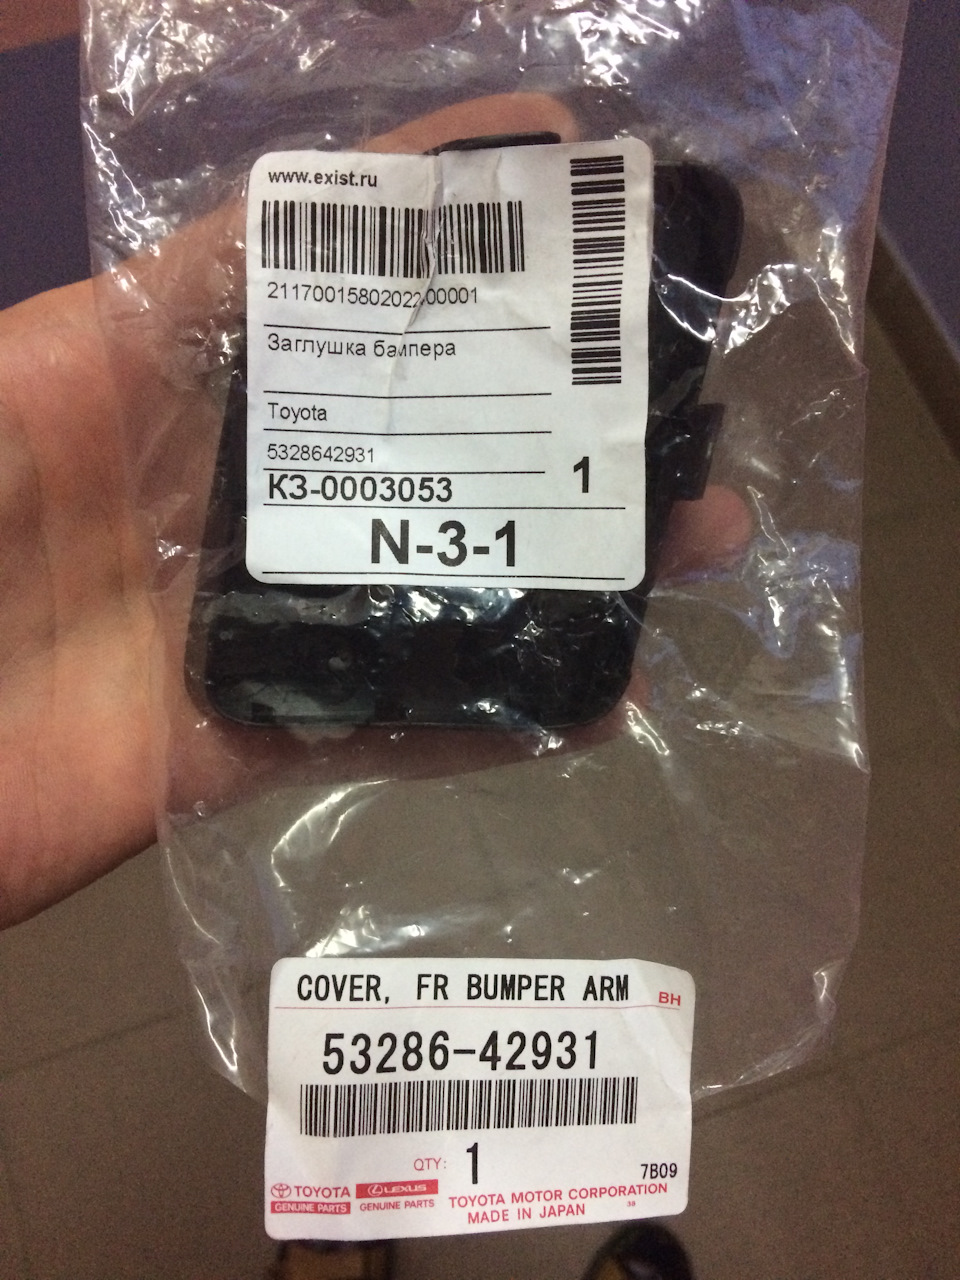 www.exist.ru
21170015802022200001
Заглушка бампера
Toyota
5328642931
КЗ-0003053
1
N-3-1
COVER, FR BUMPER ARM
BH
53286-42931
QTY: 1
7B09
TOYOTA
GENUINE PARTS
LEXUS
GENUINE PARTS
TOYOTA MOTOR CORPORATION
MADE IN JAPAN